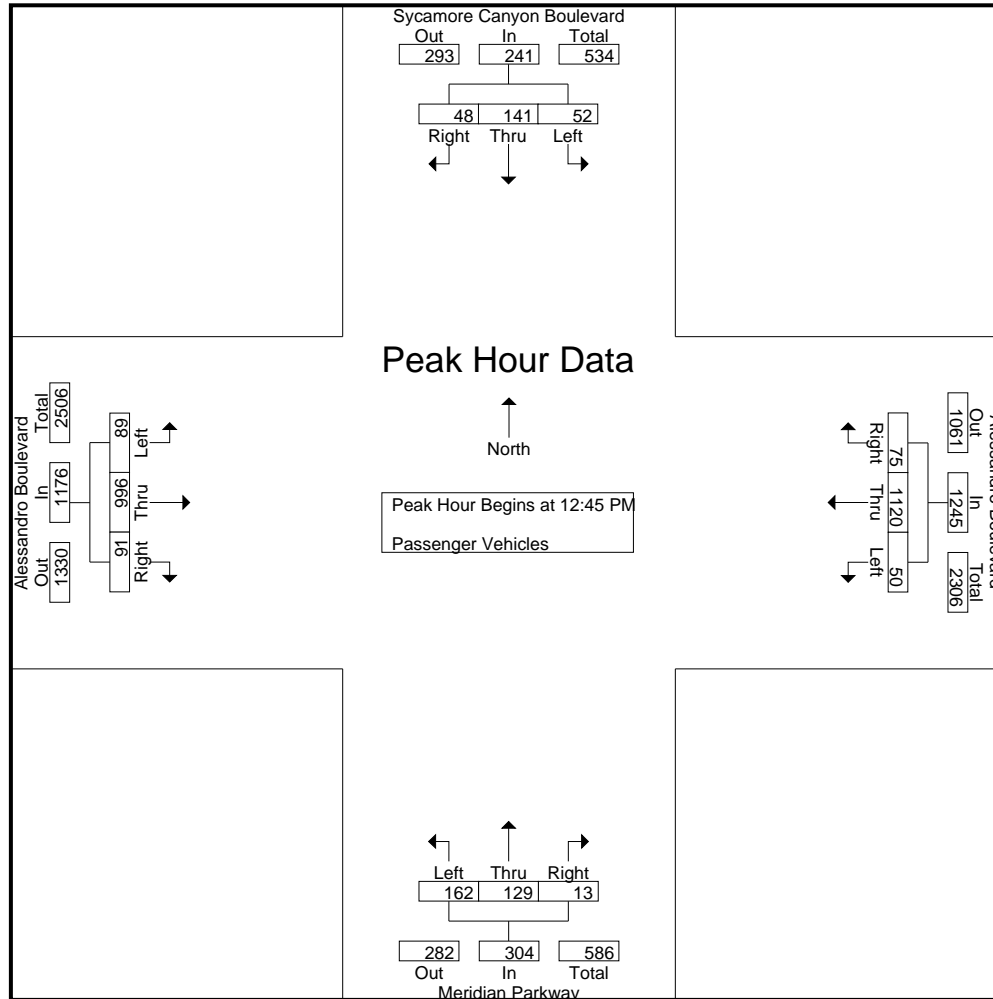 Sycamore Canyon Boulevard
Out In Total
293 241 534
48 141 52
Right Thru Left
Peak Hour Data
North
Peak Hour Begins at 12:45 PM
Passenger Vehicles
Alessandro Boulevard
Out In Total
1330 1176 2506
89 996 91
Left Thru Right
Out In Total
1061 1245 2306
75 1120 50
Right Thru Left
Left Thru Right
162 129 13
282 304 586
Out In Total
Meridian Parkway